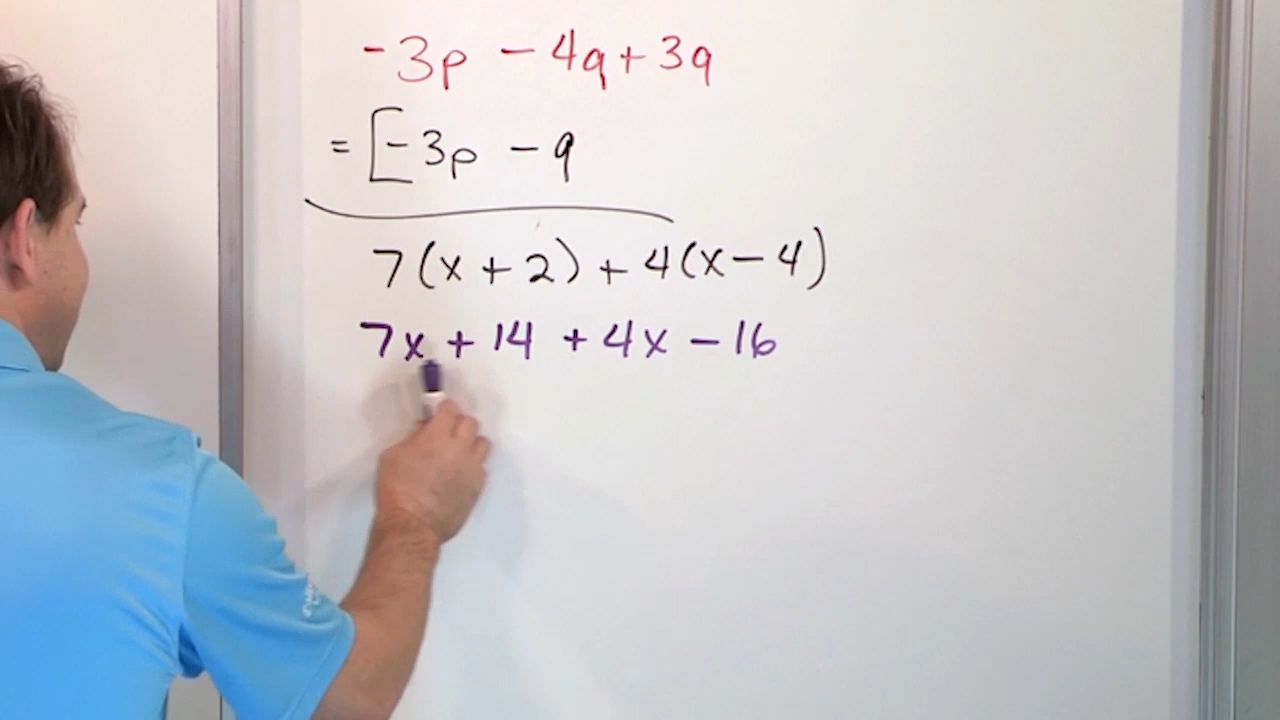 -3p - 4q + 3q
= [-3p - q
7(x + 2) + 4(x - 4)
7x + 14 + 4x - 16